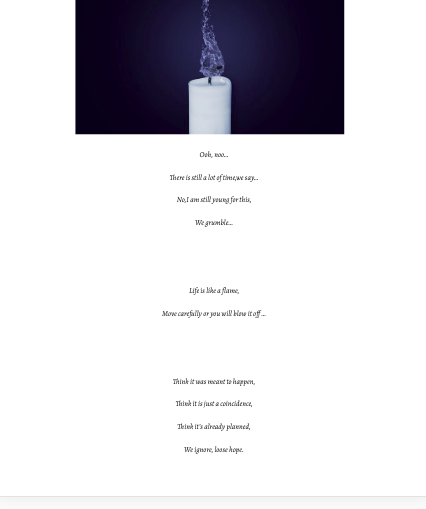 Ooh, noo...
There is still a lot of time,we say...
No,I am still young for this,
We grumble...
Life is like a flame,
Move carefully or you will blow it off ...
Think it was meant to happen,
Think it is just a coincidence,
Think it's already planned,
We ignore, loose hope.